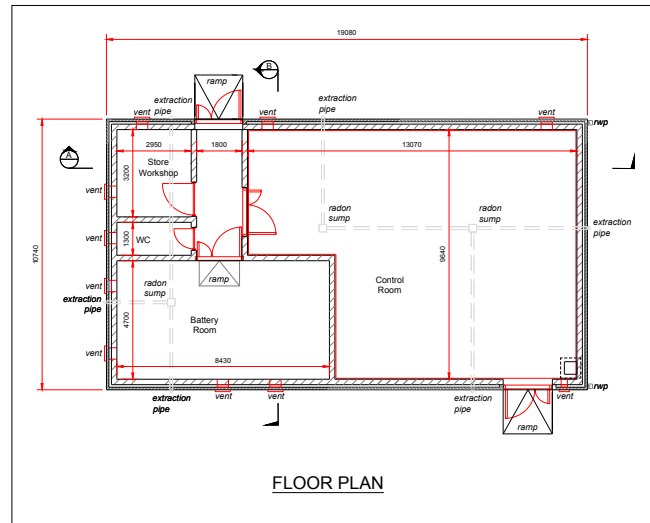 19080
B
extraction
pipe
ramp
extraction
pipe
vent
vent
vent
rwp
A
2950
1800
13070
Store
Workshop
3200
vent
radon
sump
radon
sump
extraction
pipe
1300
WC
vent
10740
9640
ramp
Control
Room
radon
sump
vent
extraction
pipe
4700
Battery
Room
vent
8430
rwp
extraction
pipe
vent
vent
extraction
pipe
vent
ramp
FLOOR PLAN